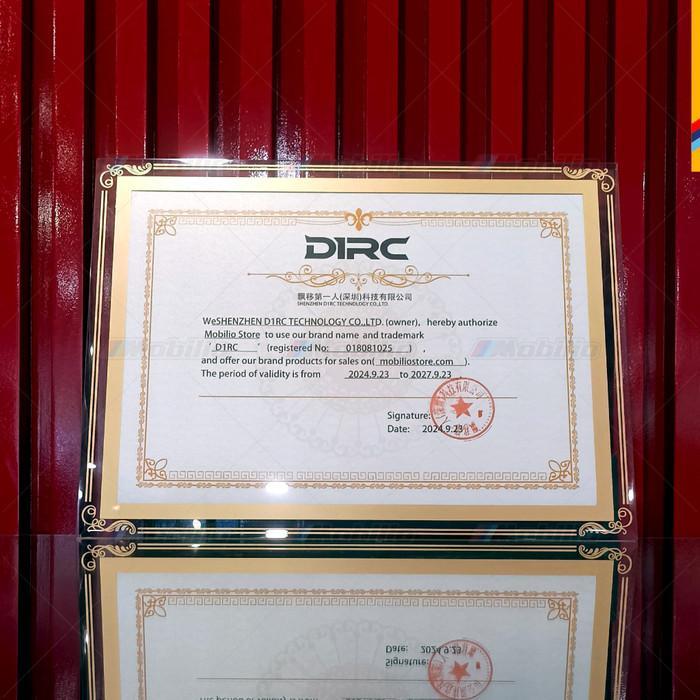 D1RC
飘移第一人(深圳)科技有限公司
SHENZHEN D1RC TECHNOLOGY CO.,LTD.
WeSHENZHEN D1RC TECHNOLOGY CO.,LTD. (owner), hereby authorize
Mobilio Store to use our brand name and trademark
" D1RC " (registered No: 018081025 ) ,
and offer our brand products for sales on( mobiliostore.com ).
The period of validity is from 2024.9.23 to 2027.9.23
Signature:
Date: 2024.9.23
Mobilio